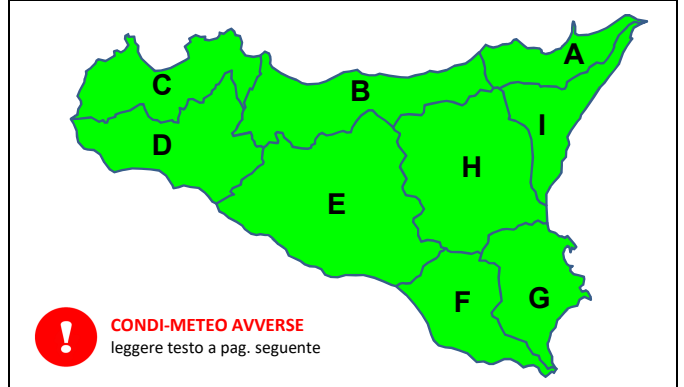 A
C
B
I
D
H
E
F
G
!
CONDI-METEO AVVERSE
leggere testo a pag. seguente